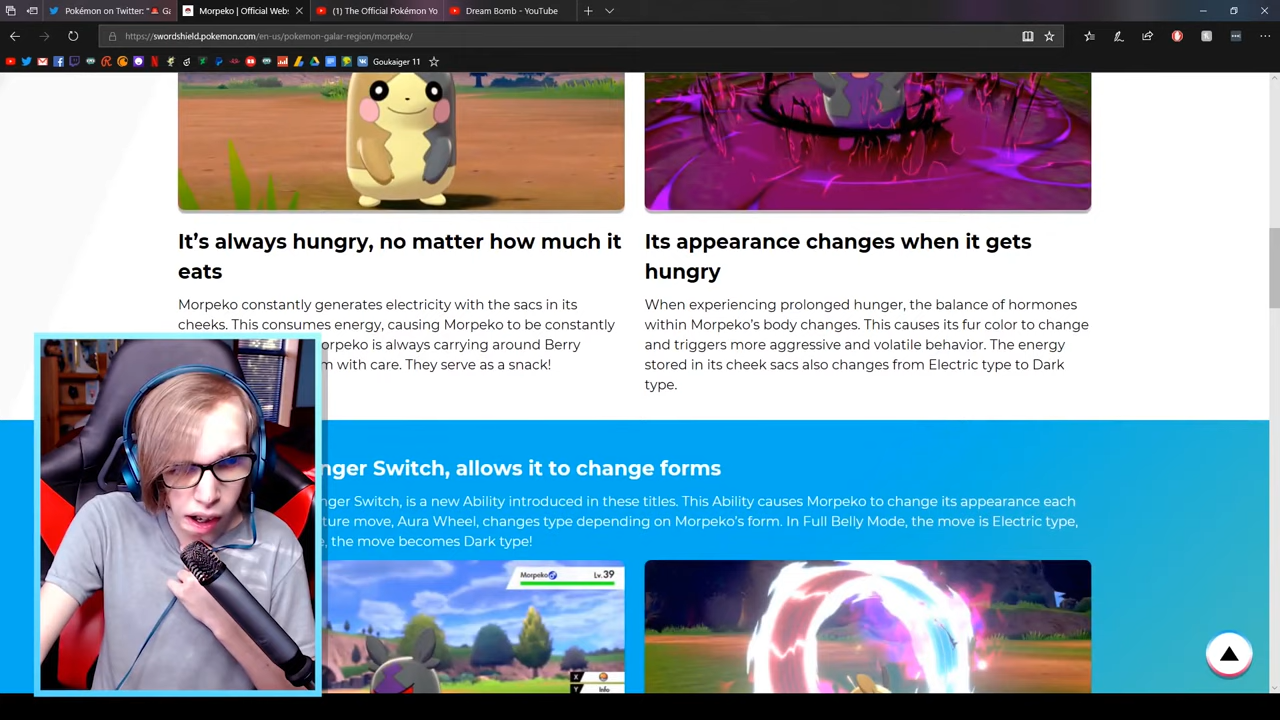 Pokémon on Twitter: "🚨 Ga
Morpeko | Official Webs
(1) The Official Pokémon Yo
Dream Bomb - YouTube
https://swordshield.pokemon.com/en-us/pokemon-galar-region/morpeko/
Goukaiger 11
It's always hungry, no matter how much it
eats
Morpeko constantly generates electricity with the sacs in its
cheeks. This consumes energy, causing Morpeko to be constantly
orpeko is always carrying around Berry
m with care. They serve as a snack!
Its appearance changes when it gets
hungry
When experiencing prolonged hunger, the balance of hormones
within Morpeko's body changes. This causes its fur color to change
and triggers more aggressive and volatile behavior. The energy
stored in its cheek sacs also changes from Electric type to Dark
type.
nger Switch, allows it to change forms
nger Switch, is a new Ability introduced in these titles. This Ability causes Morpeko to change its appearance each
ture move, Aura Wheel, changes type depending on Morpeko's form. In Full Belly Mode, the move is Electric type,
, the move becomes Dark type!
Morpeko♂ Lv.39
X
Y Info